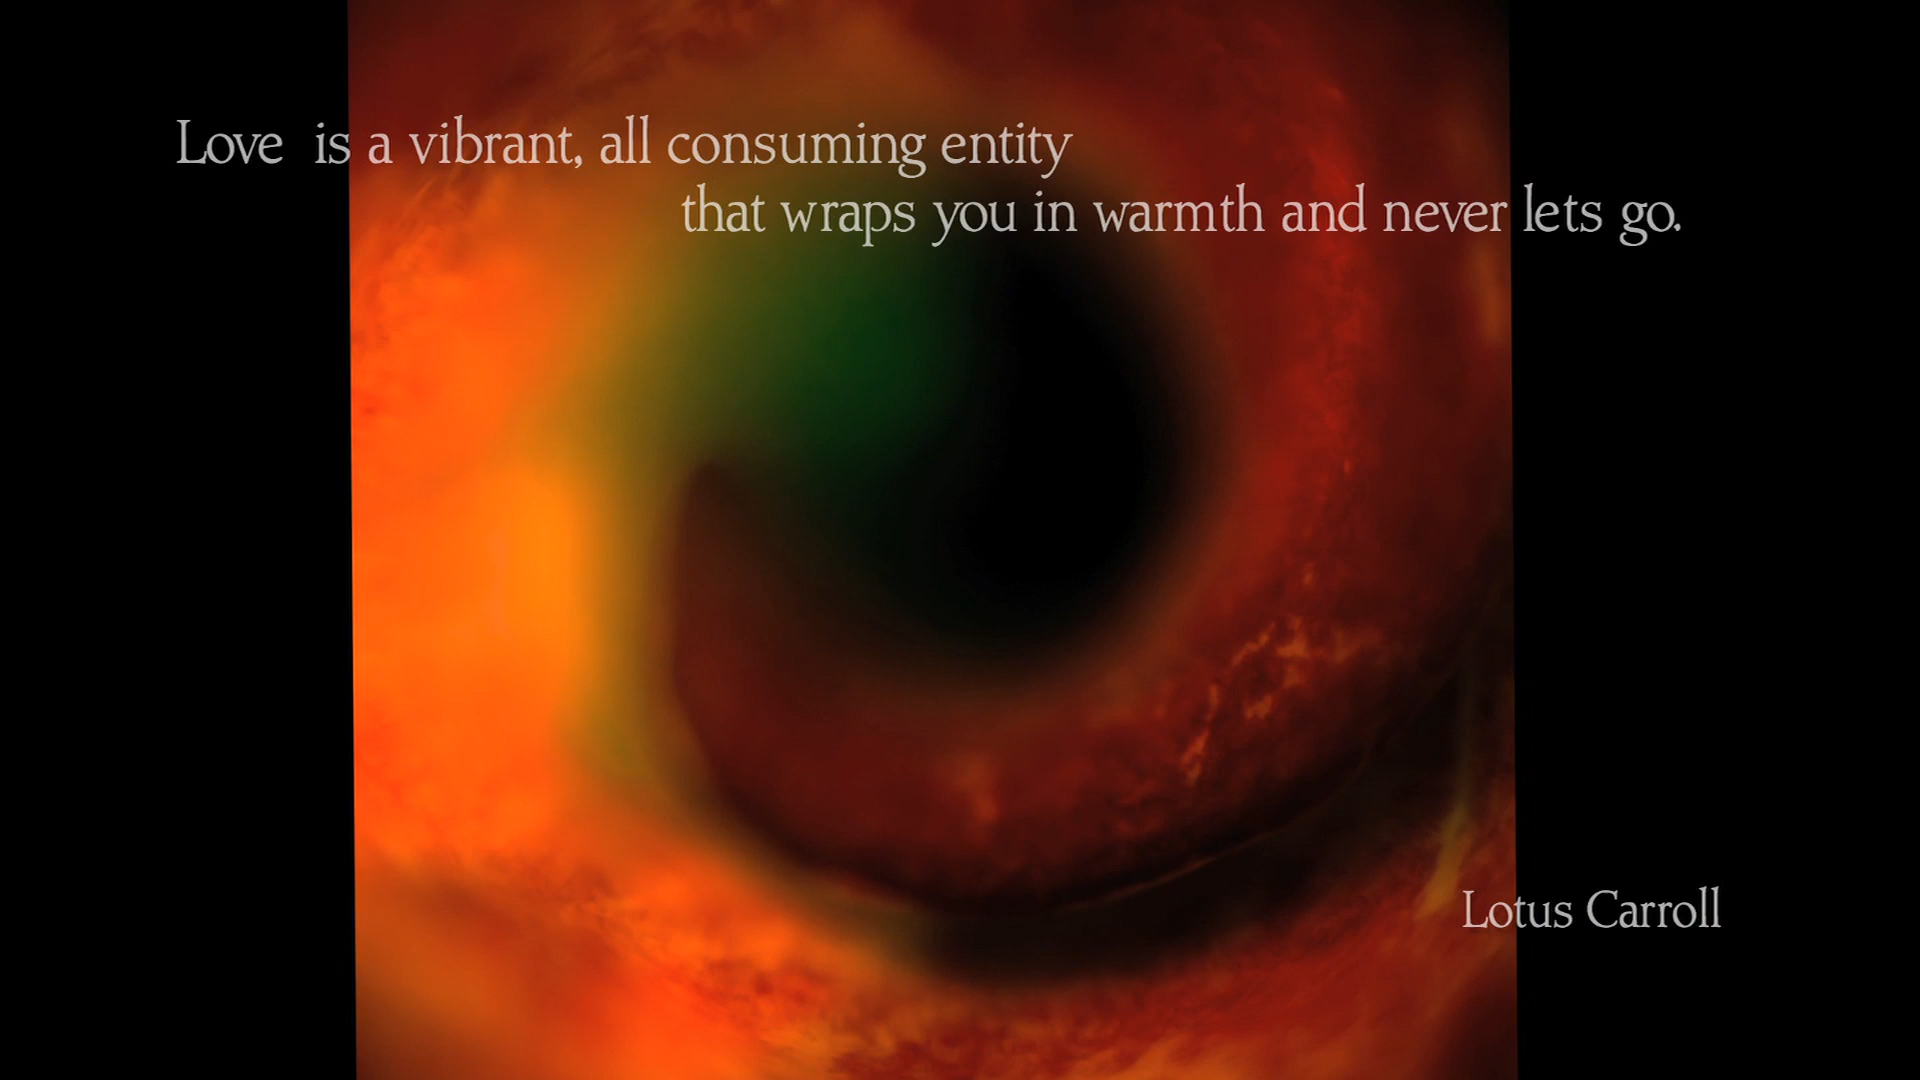 Love is a vibrant, all consuming entity
that wraps you in warmth and never lets go.
Lotus Carroll